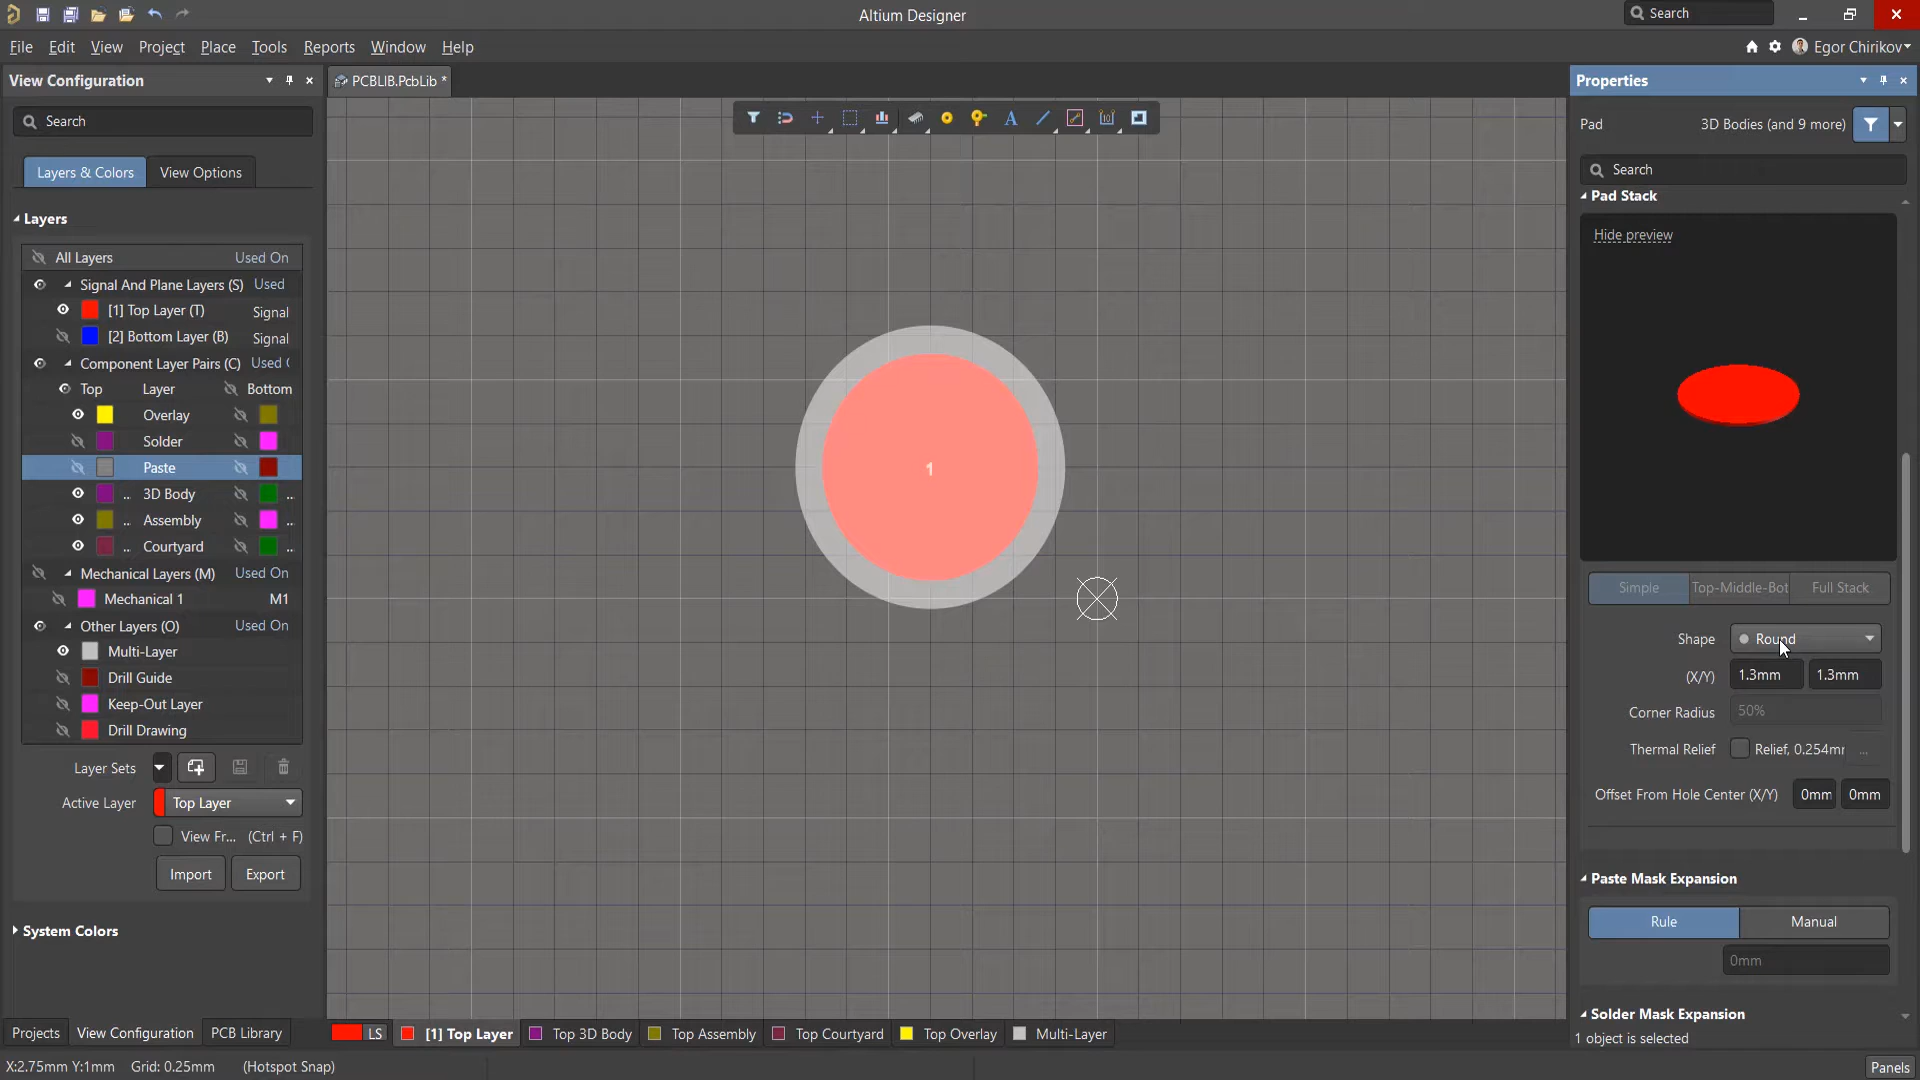 Altium Designer
Search
File Edit View Project Place Tools Reports Window Help
Egor Chirikov
View Configuration
Search
Layers & Colors
View Options
Layers
All Layers Used On
Signal And Plane Layers (S) Used
[1] Top Layer (T) Signal
[2] Bottom Layer (B) Signal
Component Layer Pairs (C) Used (
Top Layer Bottom
Overlay
Solder
Paste
.. 3D Body ..
.. Assembly ..
.. Courtyard ..
Mechanical Layers (M) Used On
Mechanical 1 M1
Other Layers (O) Used On
Multi-Layer
Drill Guide
Keep-Out Layer
Drill Drawing
Layer Sets
Active Layer Top Layer
View Fr... (Ctrl + F)
Import Export
System Colors
Projects View Configuration PCB Library
PCBLIB.PcbLib *
A
1
LS [1] Top Layer Top 3D Body Top Assembly Top Courtyard Top Overlay Multi-Layer
Properties
Pad 3D Bodies (and 9 more)
Search
Pad Stack
Hide preview
Simple Top-Middle-Bot Full Stack
Shape Round
(X/Y) 1.3mm 1.3mm
Corner Radius 50%
Thermal Relief Relief, 0.254mr ...
Offset From Hole Center (X/Y) 0mm 0mm
Paste Mask Expansion
Rule Manual
0mm
Solder Mask Expansion
1 object is selected
X:2.75mm Y:1mm Grid: 0.25mm (Hotspot Snap)
Panels